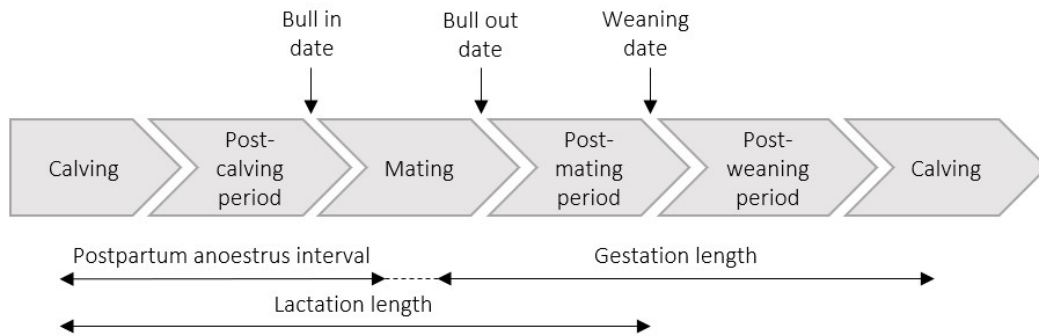 Bull in
date
Bull out
date
Weaning
date
Calving
Post-
calving
period
Mating
Post-
mating
period
Post-
weaning
period
Calving
Postpartum anoestrus interval
Gestation length
Lactation length